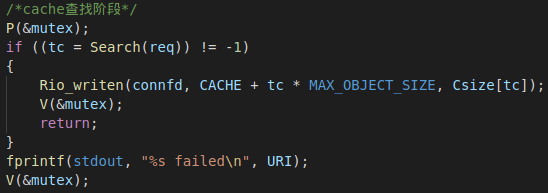 /*cache查找阶段*/
P(&mutex);
if ((tc = Search(req)) != -1)
{
    Rio_writen(connfd, CACHE + tc * MAX_OBJECT_SIZE, Csize[tc]);
    V(&mutex);
    return;
}
fprintf(stdout, "%s failed\n", URI);
V(&mutex);